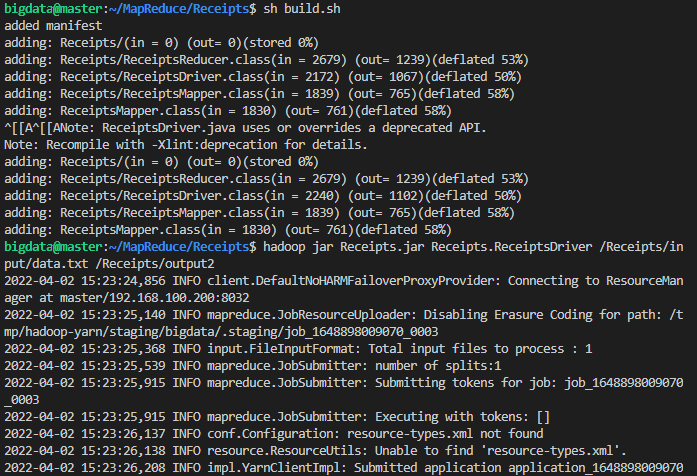 bigdata@master:~/MapReduce/Receipts$ sh build.sh
added manifest
adding: Receipts/(in = 0) (out= 0)(stored 0%)
adding: Receipts/ReceiptsReducer.class(in = 2679) (out= 1239)(deflated 53%)
adding: Receipts/ReceiptsDriver.class(in = 2172) (out= 1067)(deflated 50%)
adding: Receipts/ReceiptsMapper.class(in = 1839) (out= 765)(deflated 58%)
adding: ReceiptsMapper.class(in = 1830) (out= 761)(deflated 58%)
^[[A^[[ANote: ReceiptsDriver.java uses or overrides a deprecated API.
Note: Recompile with -Xlint:deprecation for details.
adding: Receipts/(in = 0) (out= 0)(stored 0%)
adding: Receipts/ReceiptsReducer.class(in = 2679) (out= 1239)(deflated 53%)
adding: Receipts/ReceiptsDriver.class(in = 2240) (out= 1102)(deflated 50%)
adding: Receipts/ReceiptsMapper.class(in = 1839) (out= 765)(deflated 58%)
adding: ReceiptsMapper.class(in = 1830) (out= 761)(deflated 58%)
bigdata@master:~/MapReduce/Receipts$ hadoop jar Receipts.jar Receipts.ReceiptsDriver /Receipts/in
put/data.txt /Receipts/output2
2022-04-02 15:23:24,856 INFO client.DefaultNoHARMFailoverProxyProvider: Connecting to ResourceMan
ager at master/192.168.100.200:8032
2022-04-02 15:23:25,140 INFO mapreduce.JobResourceUploader: Disabling Erasure Coding for path: /t
mp/hadoop-yarn/staging/bigdata/.staging/job_1648898009070_0003
2022-04-02 15:23:25,368 INFO input.FileInputFormat: Total input files to process : 1
2022-04-02 15:23:25,539 INFO mapreduce.JobSubmitter: number of splits:1
2022-04-02 15:23:25,915 INFO mapreduce.JobSubmitter: Submitting tokens for job: job_1648898009070
_0003
2022-04-02 15:23:25,915 INFO mapreduce.JobSubmitter: Executing with tokens: []
2022-04-02 15:23:26,137 INFO conf.Configuration: resource-types.xml not found
2022-04-02 15:23:26,138 INFO resource.ResourceUtils: Unable to find 'resource-types.xml'.
2022-04-02 15:23:26,208 INFO impl.YarnClientImpl: Submitted application application_1648898009070